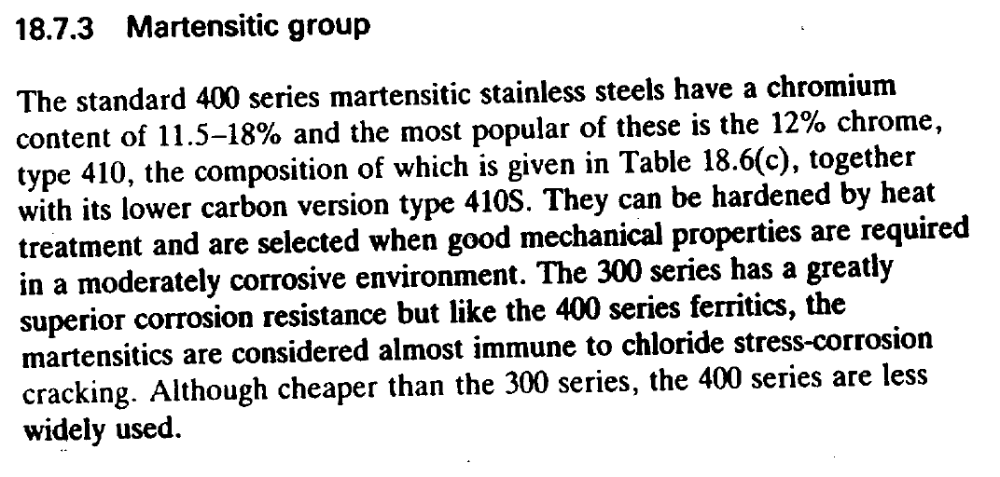 18.7.3 Martensitic group
The standard 400 series martensitic stainless steels have a chromium
content of 11.5–18% and the most popular of these is the 12% chrome,
type 410, the composition of which is given in Table 18.6(c), together
with its lower carbon version type 410S. They can be hardened by heat
treatment and are selected when good mechanical properties are required
in a moderately corrosive environment. The 300 series has a greatly
superior corrosion resistance but like the 400 series ferritics, the
martensitics are considered almost immune to chloride stress-corrosion
cracking. Although cheaper than the 300 series, the 400 series are less
widely used.